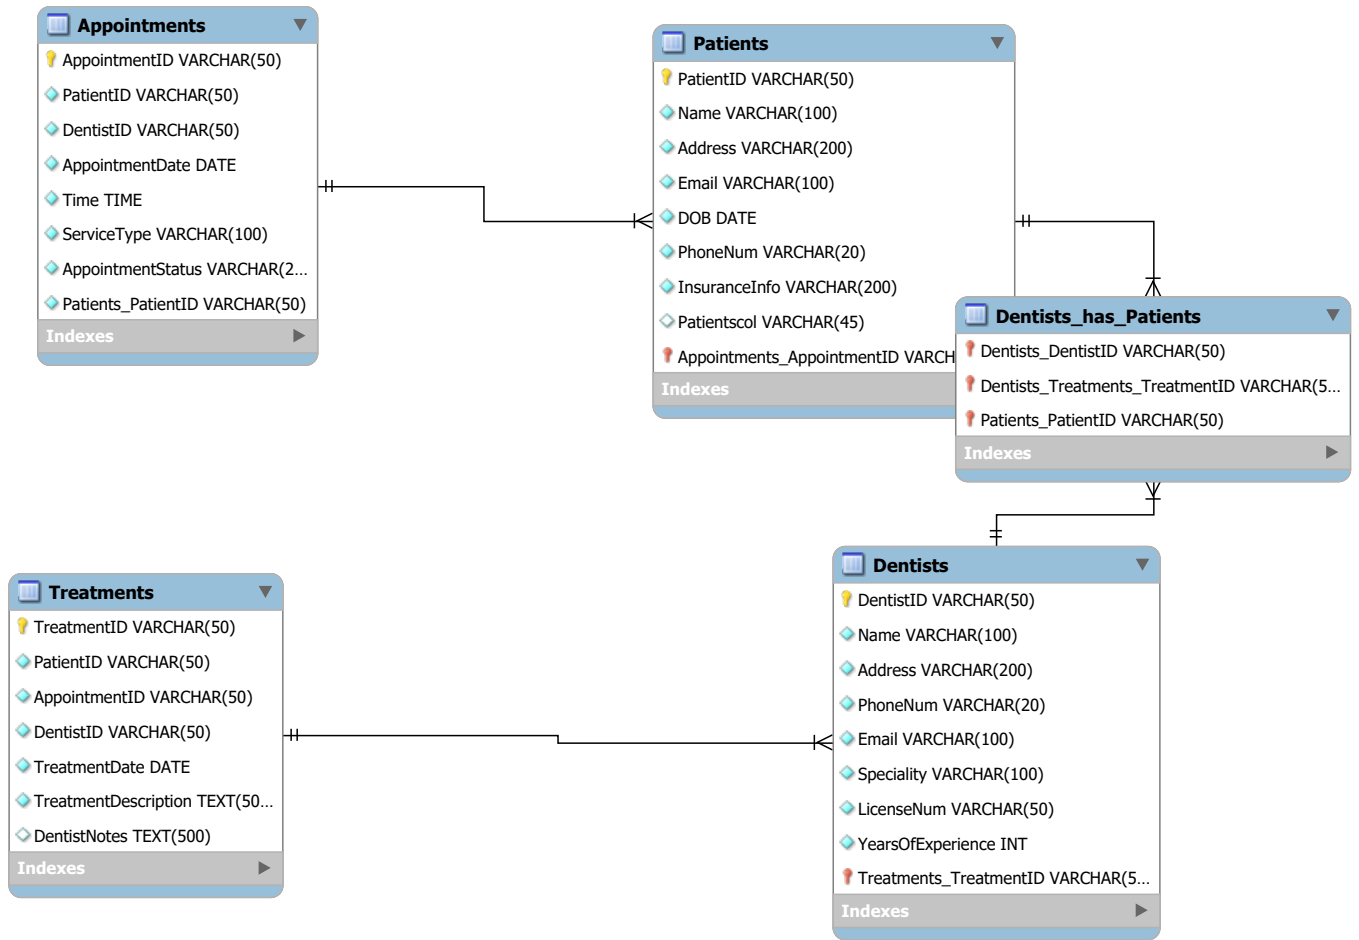 Appointments
AppointmentID VARCHAR(50)
PatientID VARCHAR(50)
DentistID VARCHAR(50)
AppointmentDate DATE
Time TIME
ServiceType VARCHAR(100)
AppointmentStatus VARCHAR(2...
Patients_PatientID VARCHAR(50)
Indexes
Patients
PatientID VARCHAR(50)
Name VARCHAR(100)
Address VARCHAR(200)
Email VARCHAR(100)
DOB DATE
PhoneNum VARCHAR(20)
InsuranceInfo VARCHAR(200)
Patientscol VARCHAR(45)
Appointments_AppointmentID VARCH
Indexes
Dentists_has_Patients
Dentists_DentistID VARCHAR(50)
Dentists_Treatments_TreatmentID VARCHAR(5...
Patients_PatientID VARCHAR(50)
Indexes
Treatments
TreatmentID VARCHAR(50)
PatientID VARCHAR(50)
AppointmentID VARCHAR(50)
DentistID VARCHAR(50)
TreatmentDate DATE
TreatmentDescription TEXT(50...
DentistNotes TEXT(500)
Indexes
Dentists
DentistID VARCHAR(50)
Name VARCHAR(100)
Address VARCHAR(200)
PhoneNum VARCHAR(20)
Email VARCHAR(100)
Speciality VARCHAR(100)
LicenseNum VARCHAR(50)
YearsOfExperience INT
Treatments_TreatmentID VARCHAR(5...
Indexes